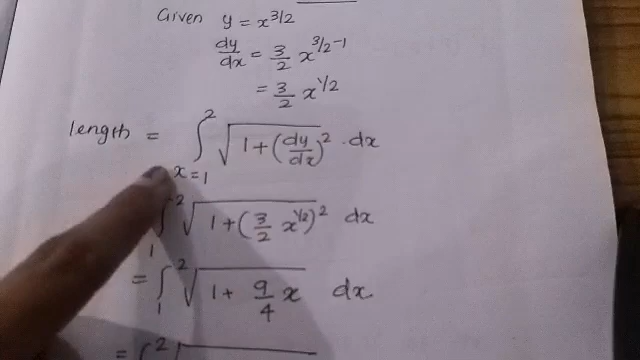 Given y = x^{3/2}
dy/dx = 3/2 x^{3/2-1}
= 3/2 x^{1/2}
length = ∫_{x=1}^{2} √(1+(dy/dx)^2) . dx
∫_{1}^{2} √(1+(3/2 x^{1/2})^2) dx
= ∫_{1}^{2} √(1+ 9/4 x) dx
= ∫^{2} √